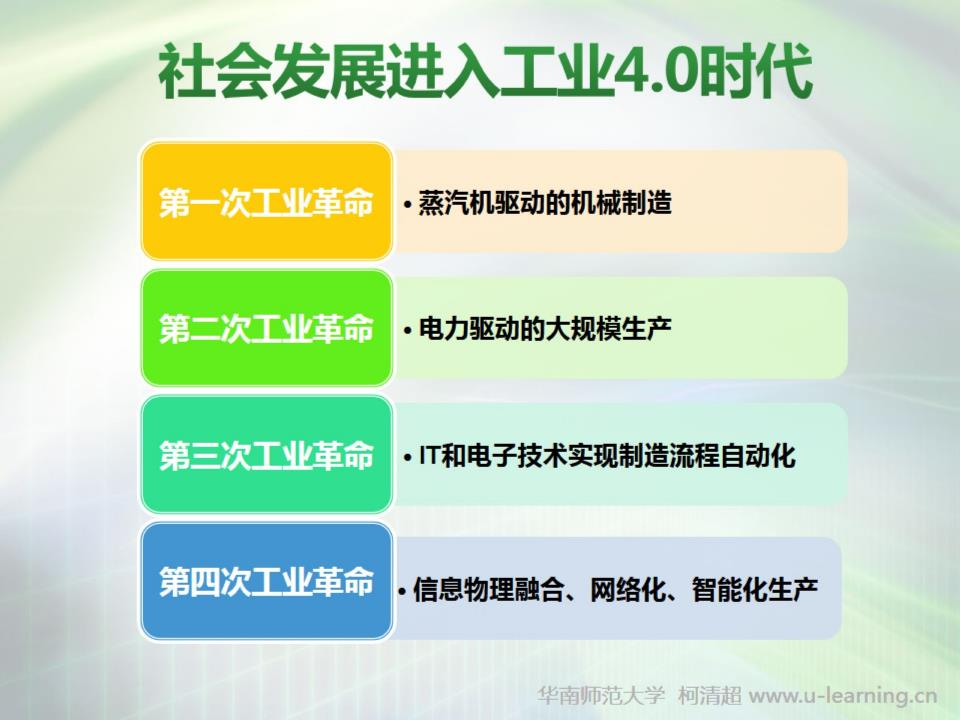 社会发展进入工业4.0时代
第一次工业革命
• 蒸汽机驱动的机械制造
第二次工业革命
• 电力驱动的大规模生产
第三次工业革命
• IT和电子技术实现制造流程自动化
第四次工业革命
• 信息物理融合、网络化、智能化生产
华南师范大学 柯清超 www.u-learning.cn